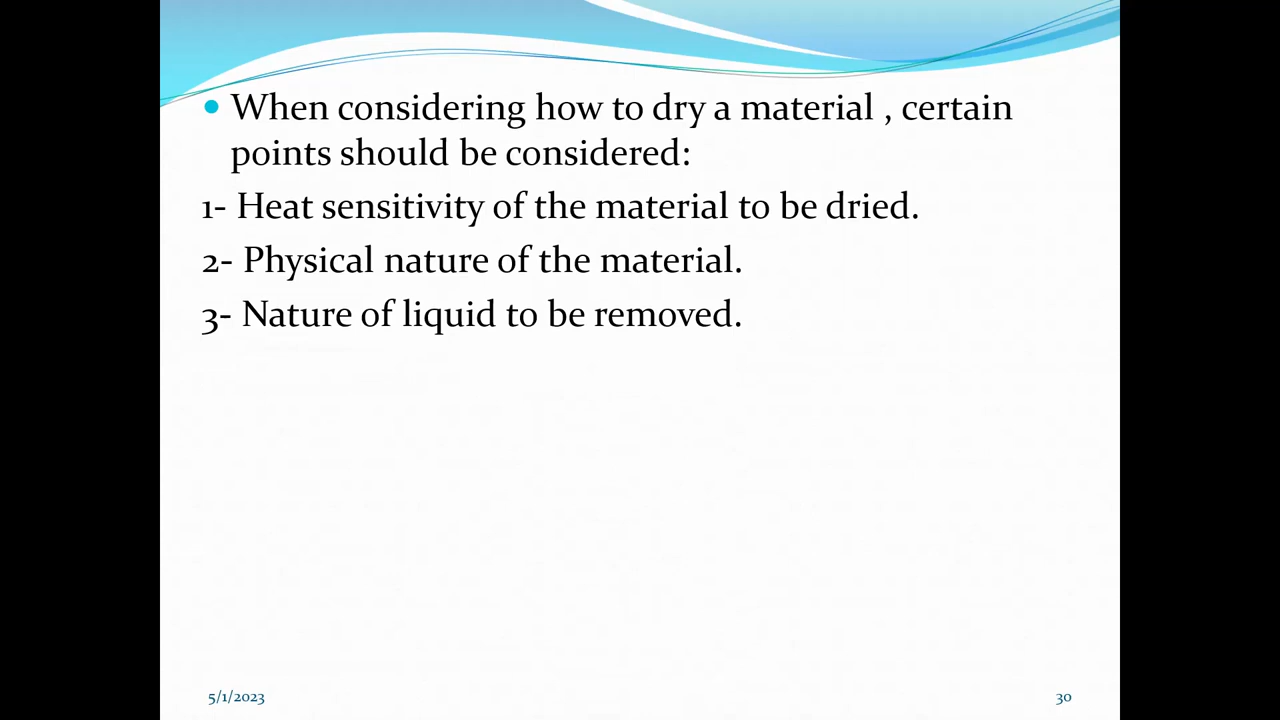 • When considering how to dry a material , certain
points should be considered:
1- Heat sensitivity of the material to be dried.
2- Physical nature of the material.
3- Nature of liquid to be removed.
5/1/2023
30